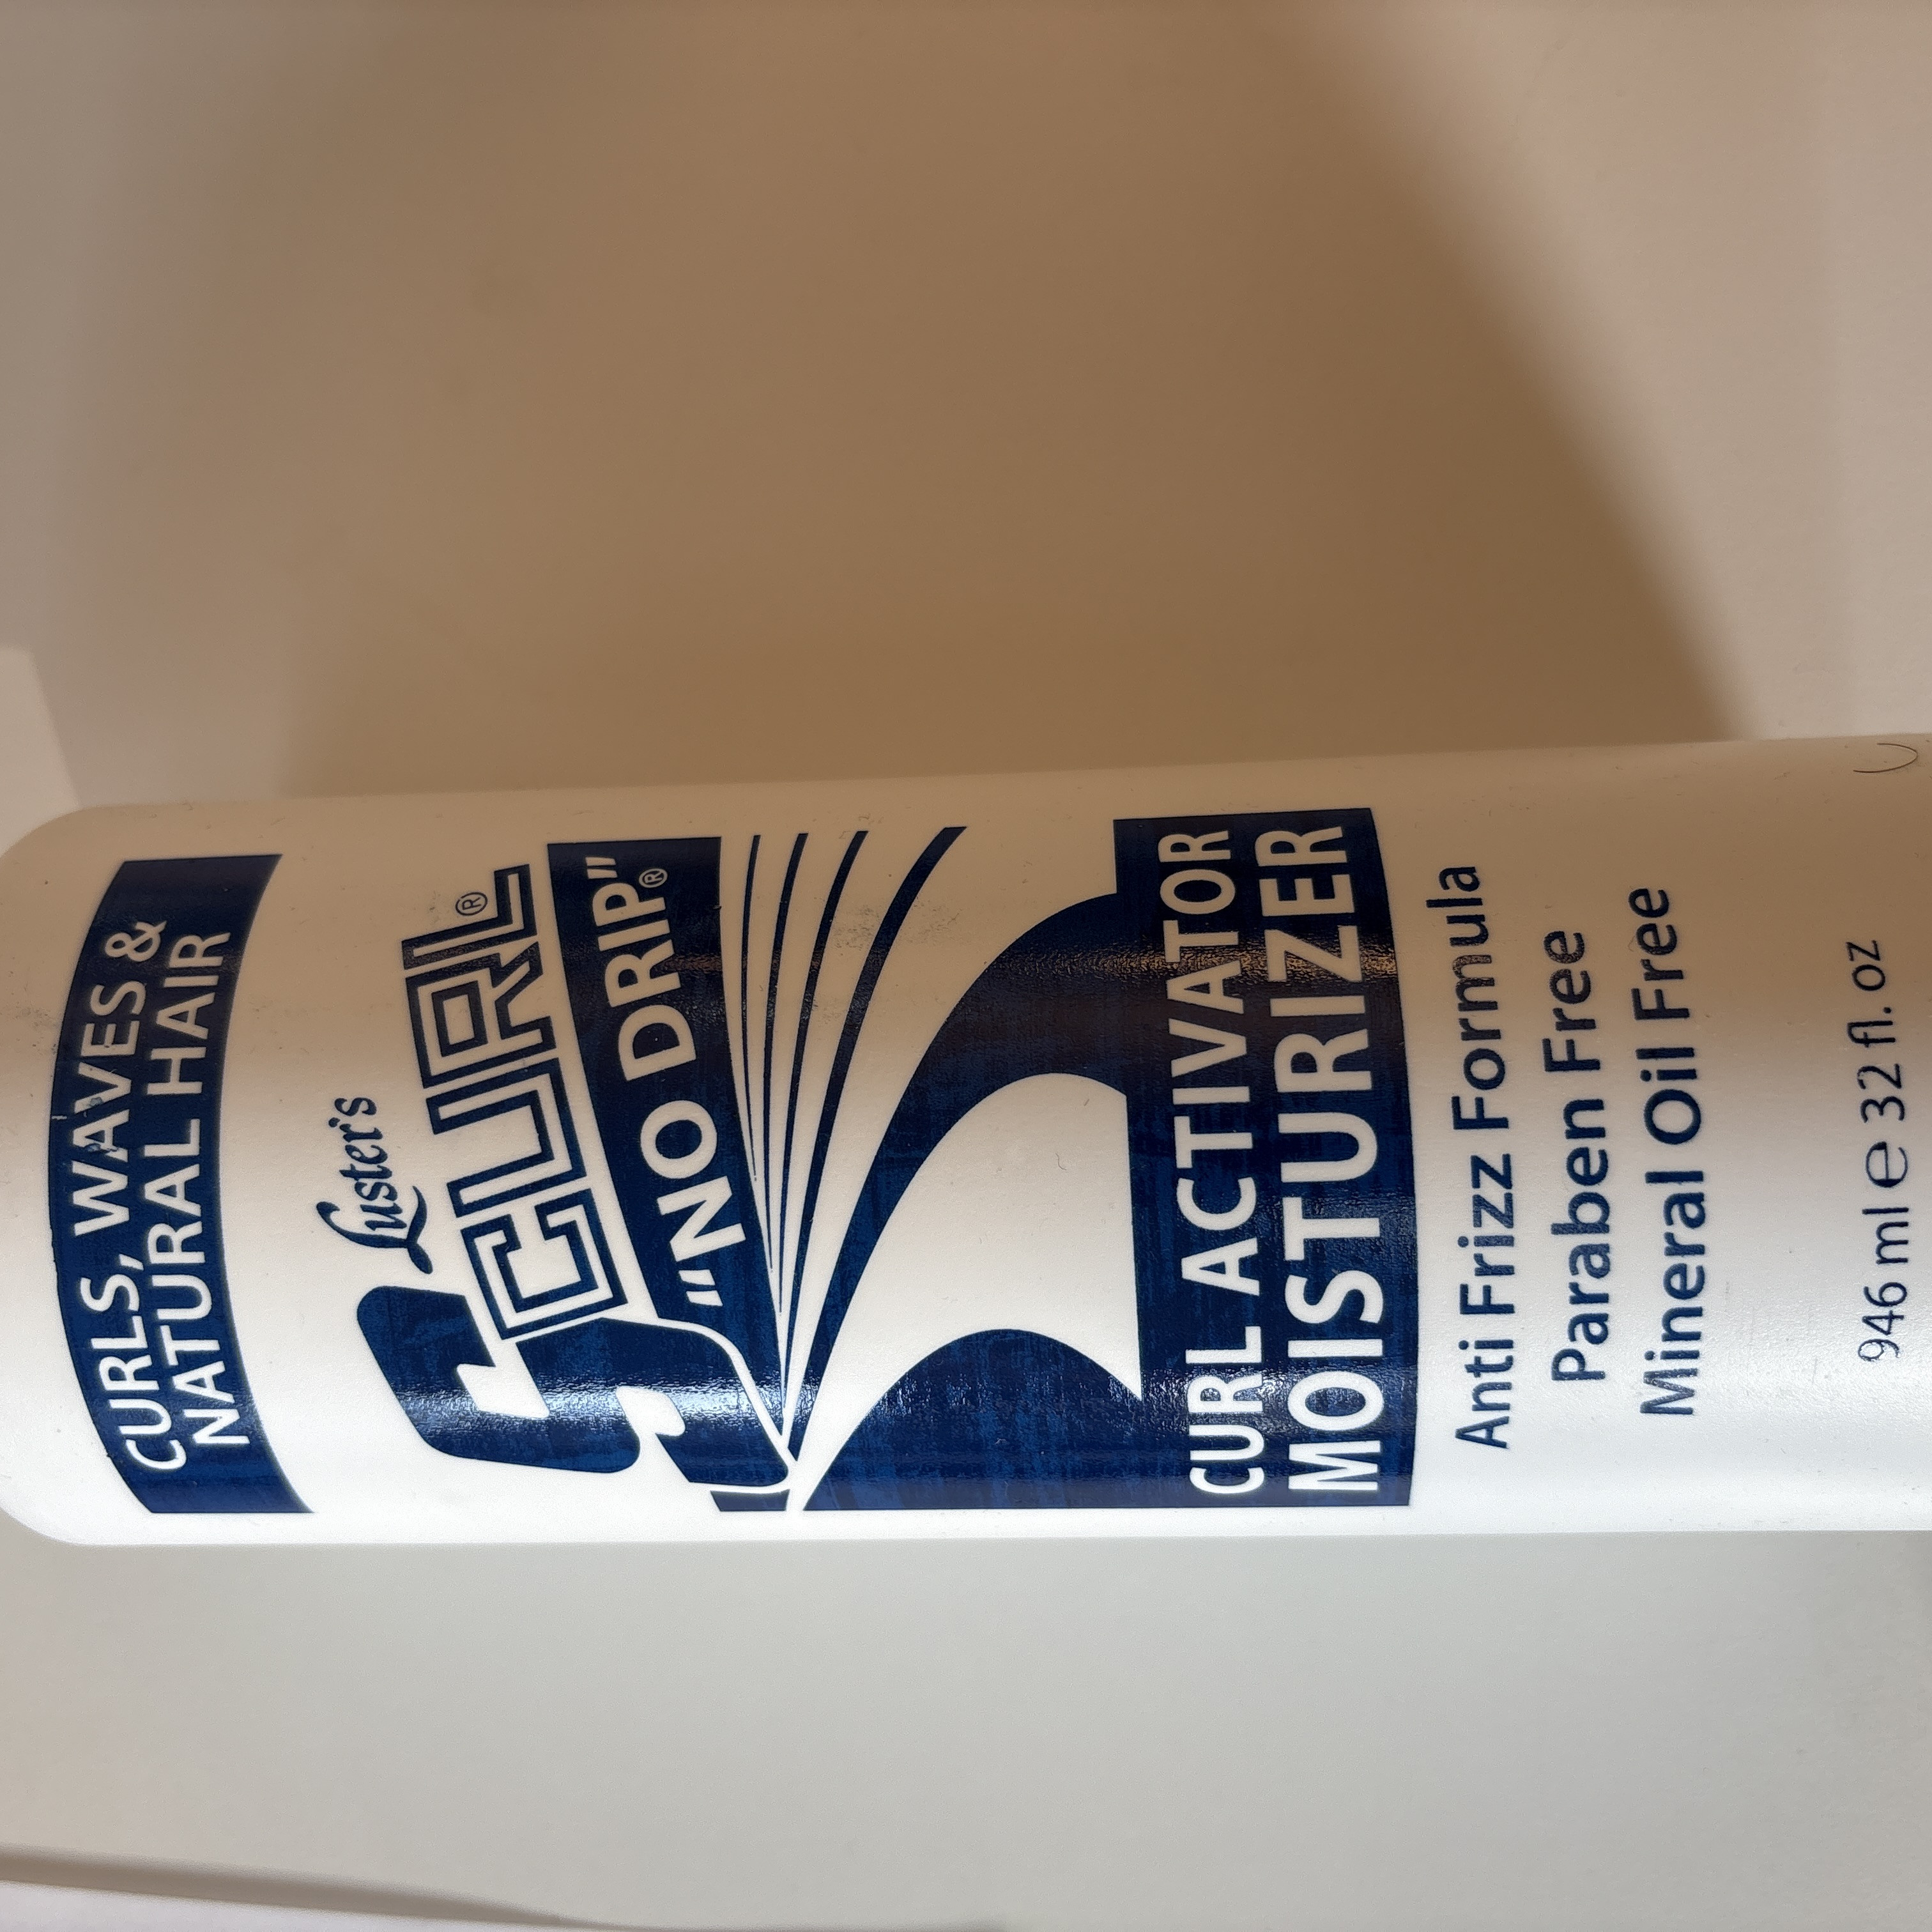 CURLS, WAVES &
NATURAL HAIR
Luster's
S CURL®
"NO DRIP"®
CURL ACTIVATOR
MOISTURIZER
Anti Frizz Formula
Paraben Free
Mineral Oil Free
946 ml ℮ 32 fl. oz